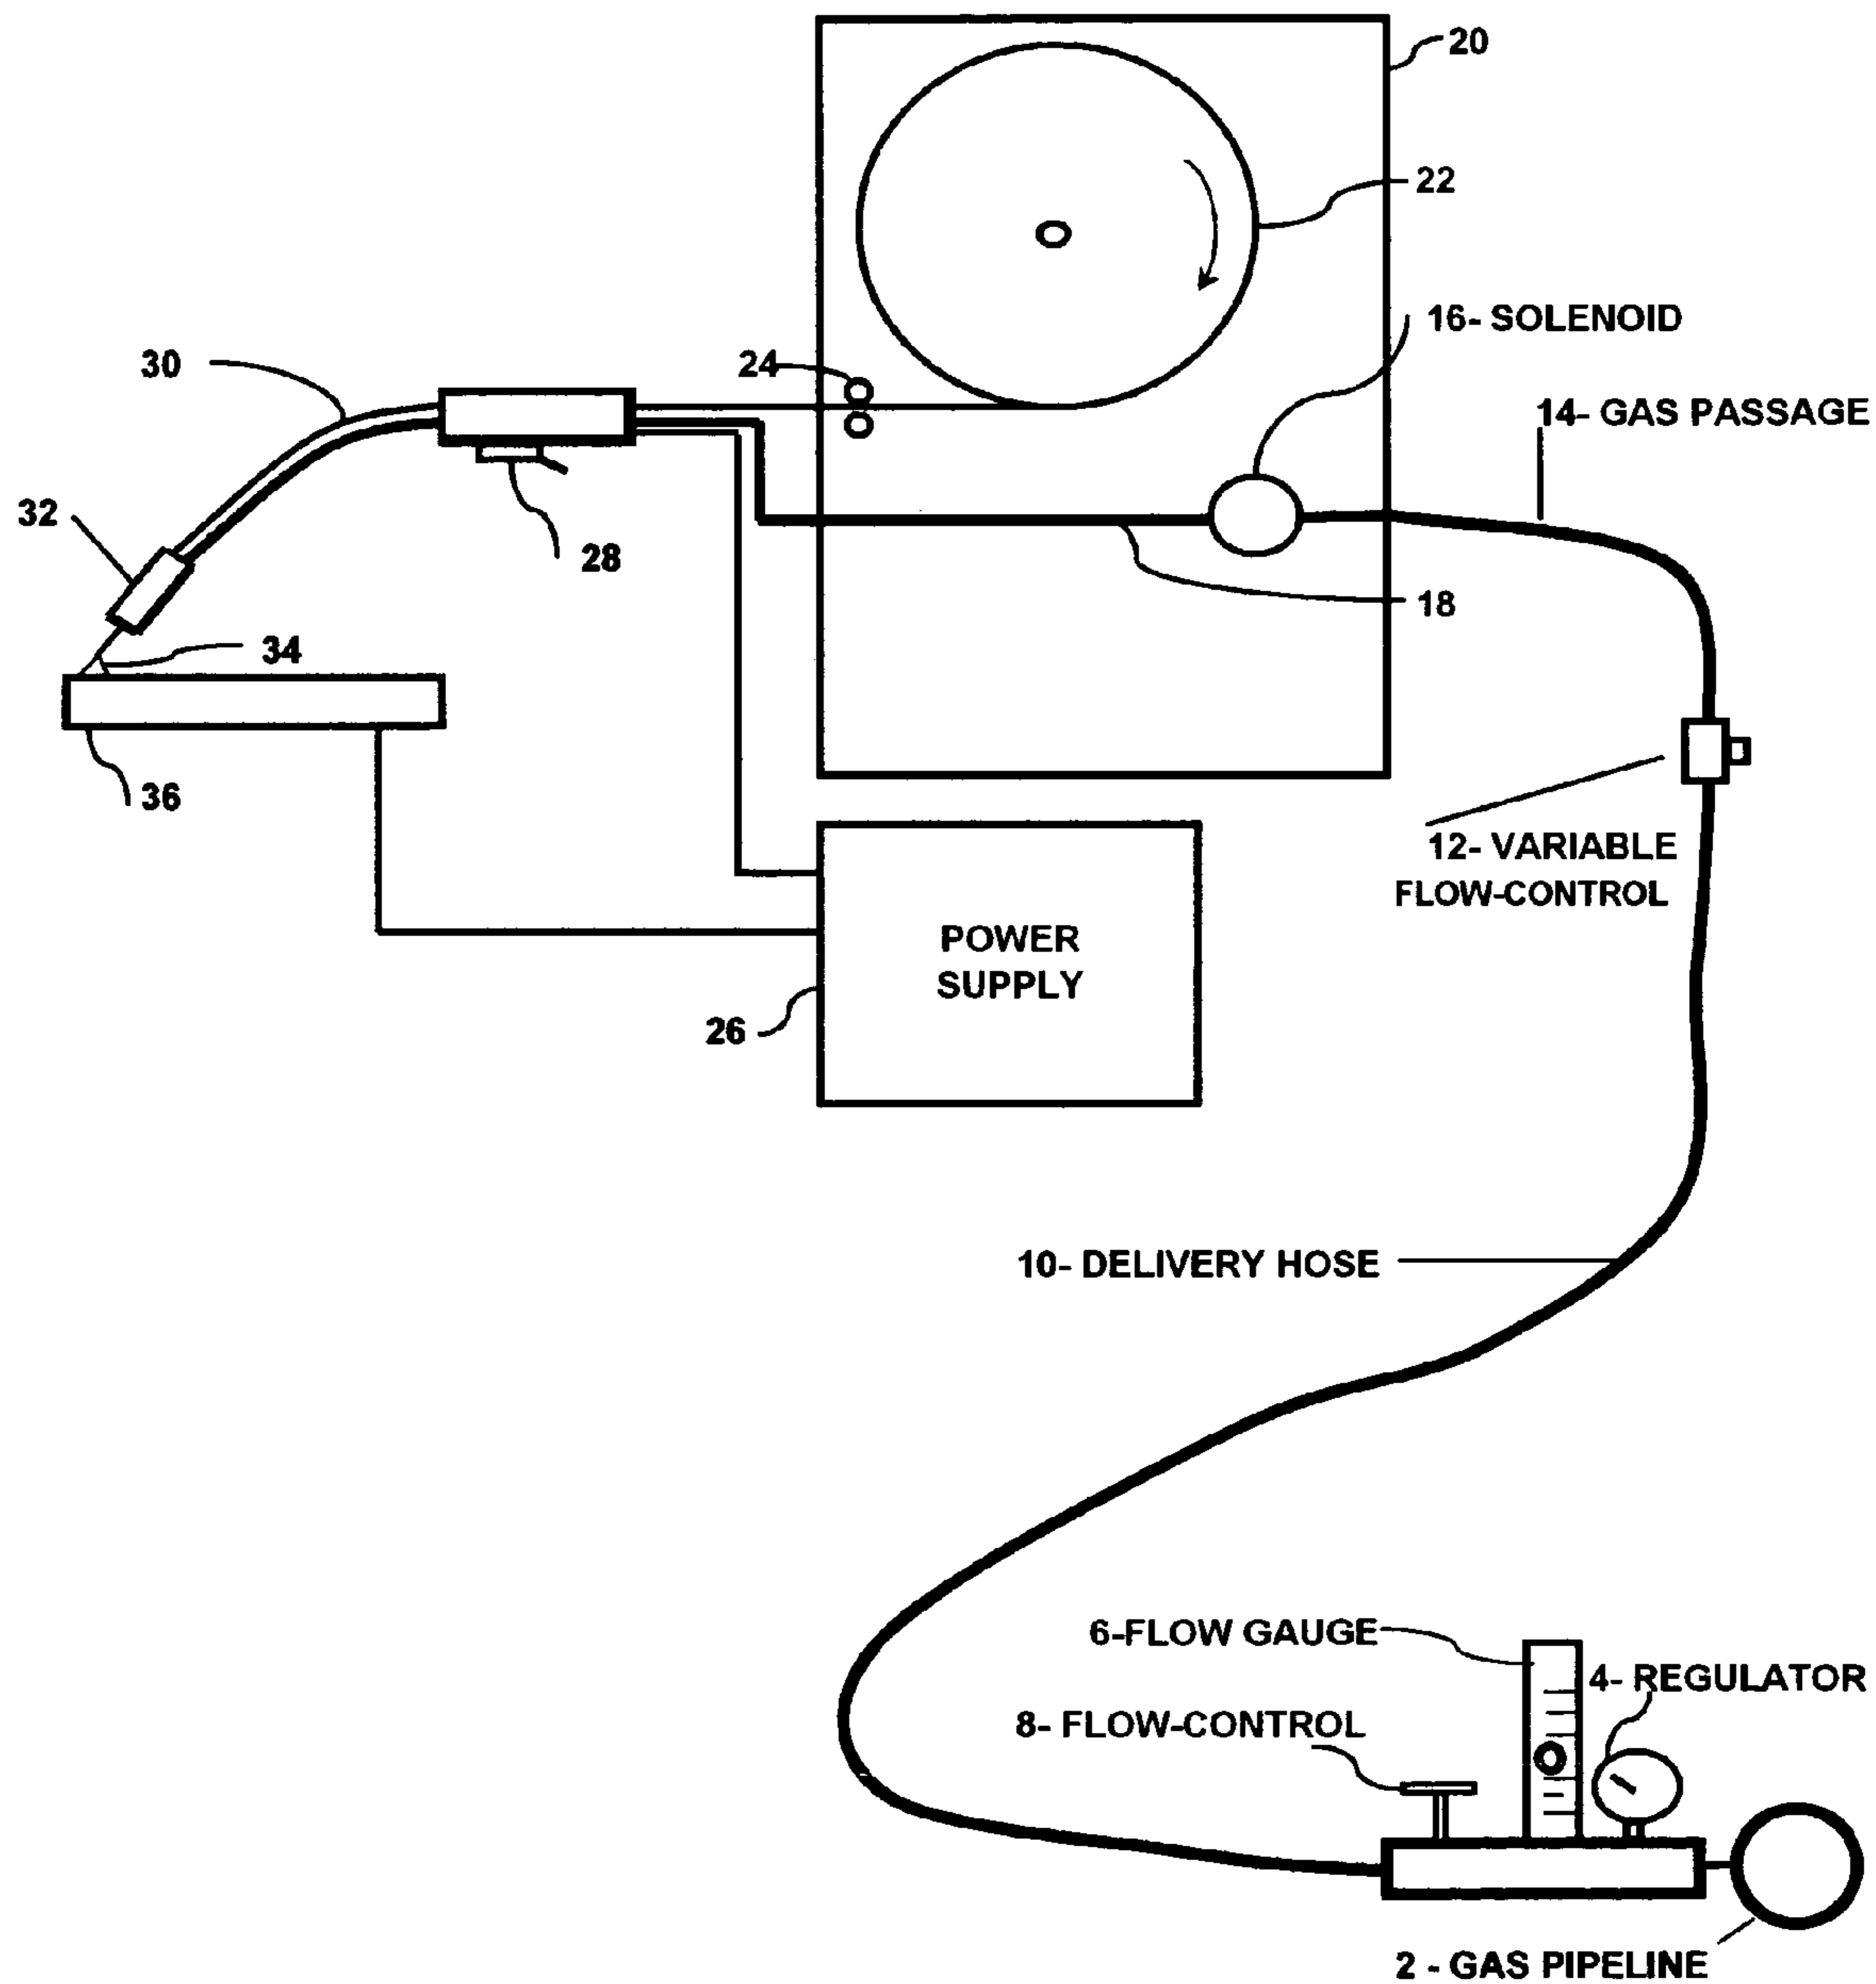 20
22
16- SOLENOID
24
30
14- GAS PASSAGE
32
28
18
34
36
12- VARIABLE
FLOW-CONTROL
POWER
SUPPLY
26
10- DELIVERY HOSE
6-FLOW GAUGE
4- REGULATOR
8- FLOW-CONTROL
2 - GAS PIPELINE